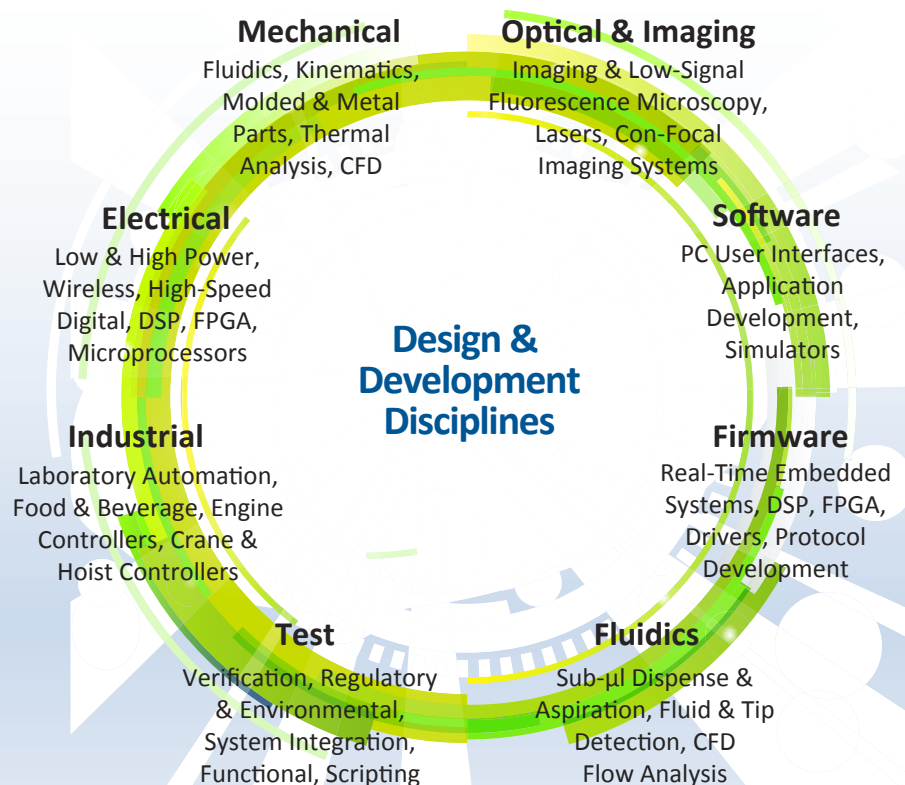 Mechanical
Fluidics, Kinematics,
Molded & Metal
Parts, Thermal
Analysis, CFD
Optical & Imaging
Imaging & Low-Signal
Fluorescence Microscopy,
Lasers, Con-Focal
Imaging Systems
Electrical
Low & High Power,
Wireless, High-Speed
Digital, DSP, FPGA,
Microprocessors
Software
PC User Interfaces,
Application
Development,
Simulators
Design &
Development
Disciplines
Industrial
Laboratory Automation,
Food & Beverage, Engine
Controllers, Crane &
Hoist Controllers
Firmware
Real-Time Embedded
Systems, DSP, FPGA,
Drivers, Protocol
Development
Test
Verification, Regulatory
& Environmental,
System Integration,
Functional, Scripting
Fluidics
Sub-µl Dispense &
Aspiration, Fluid & Tip
Detection, CFD
Flow Analysis